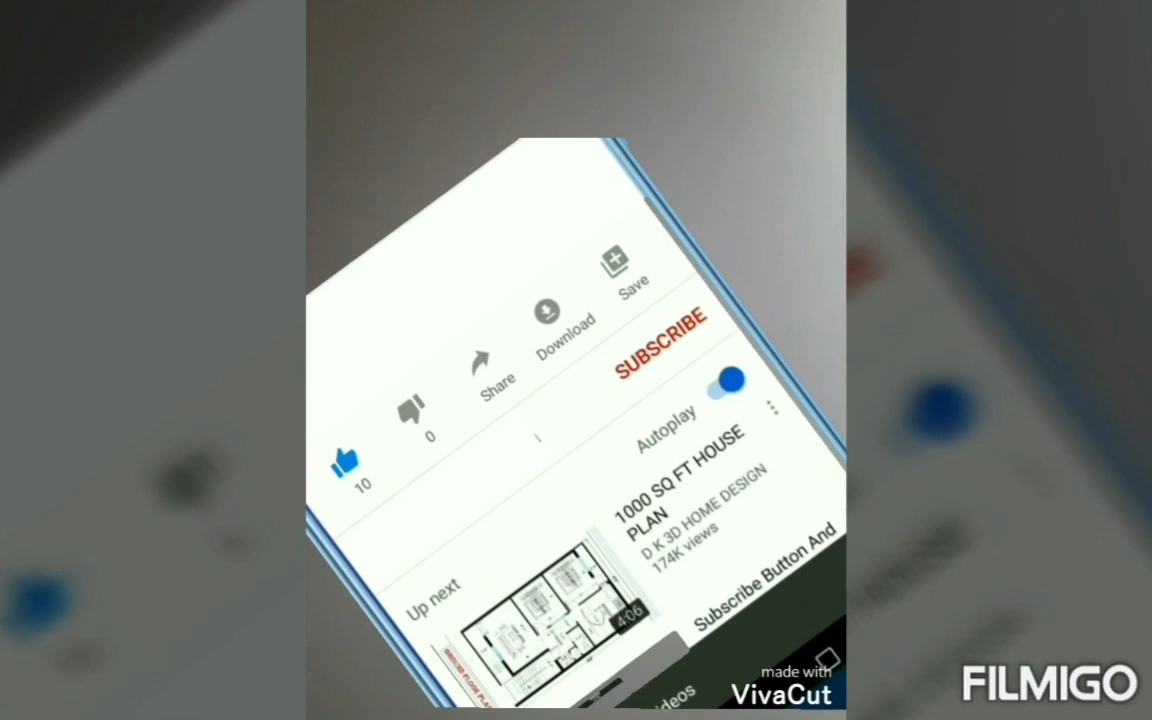 Save
Download
Share
0
10
SUBSCRIBE
Autoplay
Up next
1000 SQ FT HOUSE
PLAN
D K 3D HOME DESIGN
174K views
4:06
Subscribe Button And
made with
VivaCut
FILMIGO